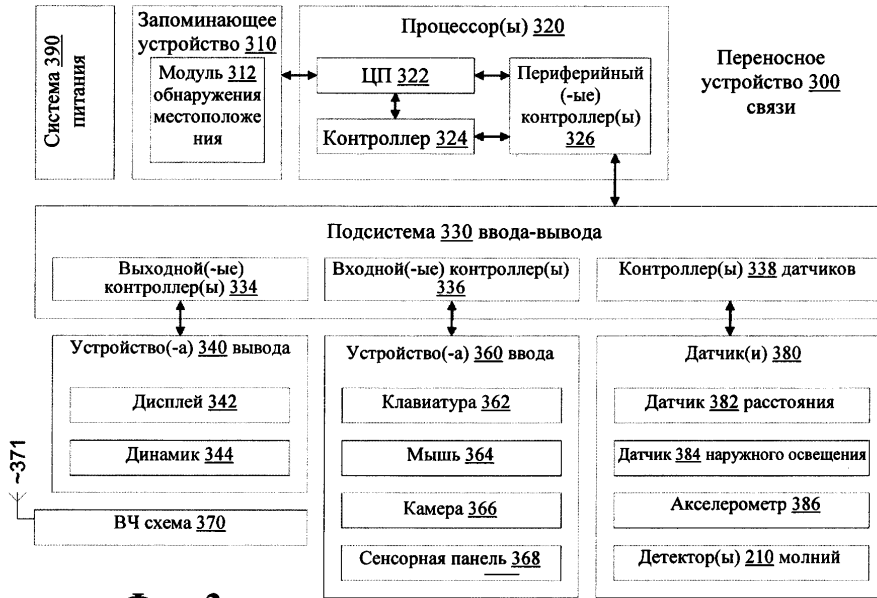 Система 390
питания
Запоминающее
устройство 310
Модуль 312
обнаружения
местоположе
ния
Процессор(ы) 320
ЦП 322
Контроллер 324
Периферийный
(-ые)
контроллер(ы)
326
Переносное
устройство 300
связи
Подсистема 330 ввода-вывода
Выходной(-ые)
контроллер(ы) 334
Входной(-ые) контроллер(ы)
336
Контроллер(ы) 338 датчиков
Устройство(-а) 340 вывода
Дисплей 342
Динамик 344
~371
ВЧ схема 370
Устройство(-а) 360 ввода
Клавиатура 362
Мышь 364
Камера 366
Сенсорная панель 368
Датчик(и) 380
Датчик 382 расстояния
Датчик 384 наружного освещения
Акселерометр 386
Детектор(ы) 210 молний